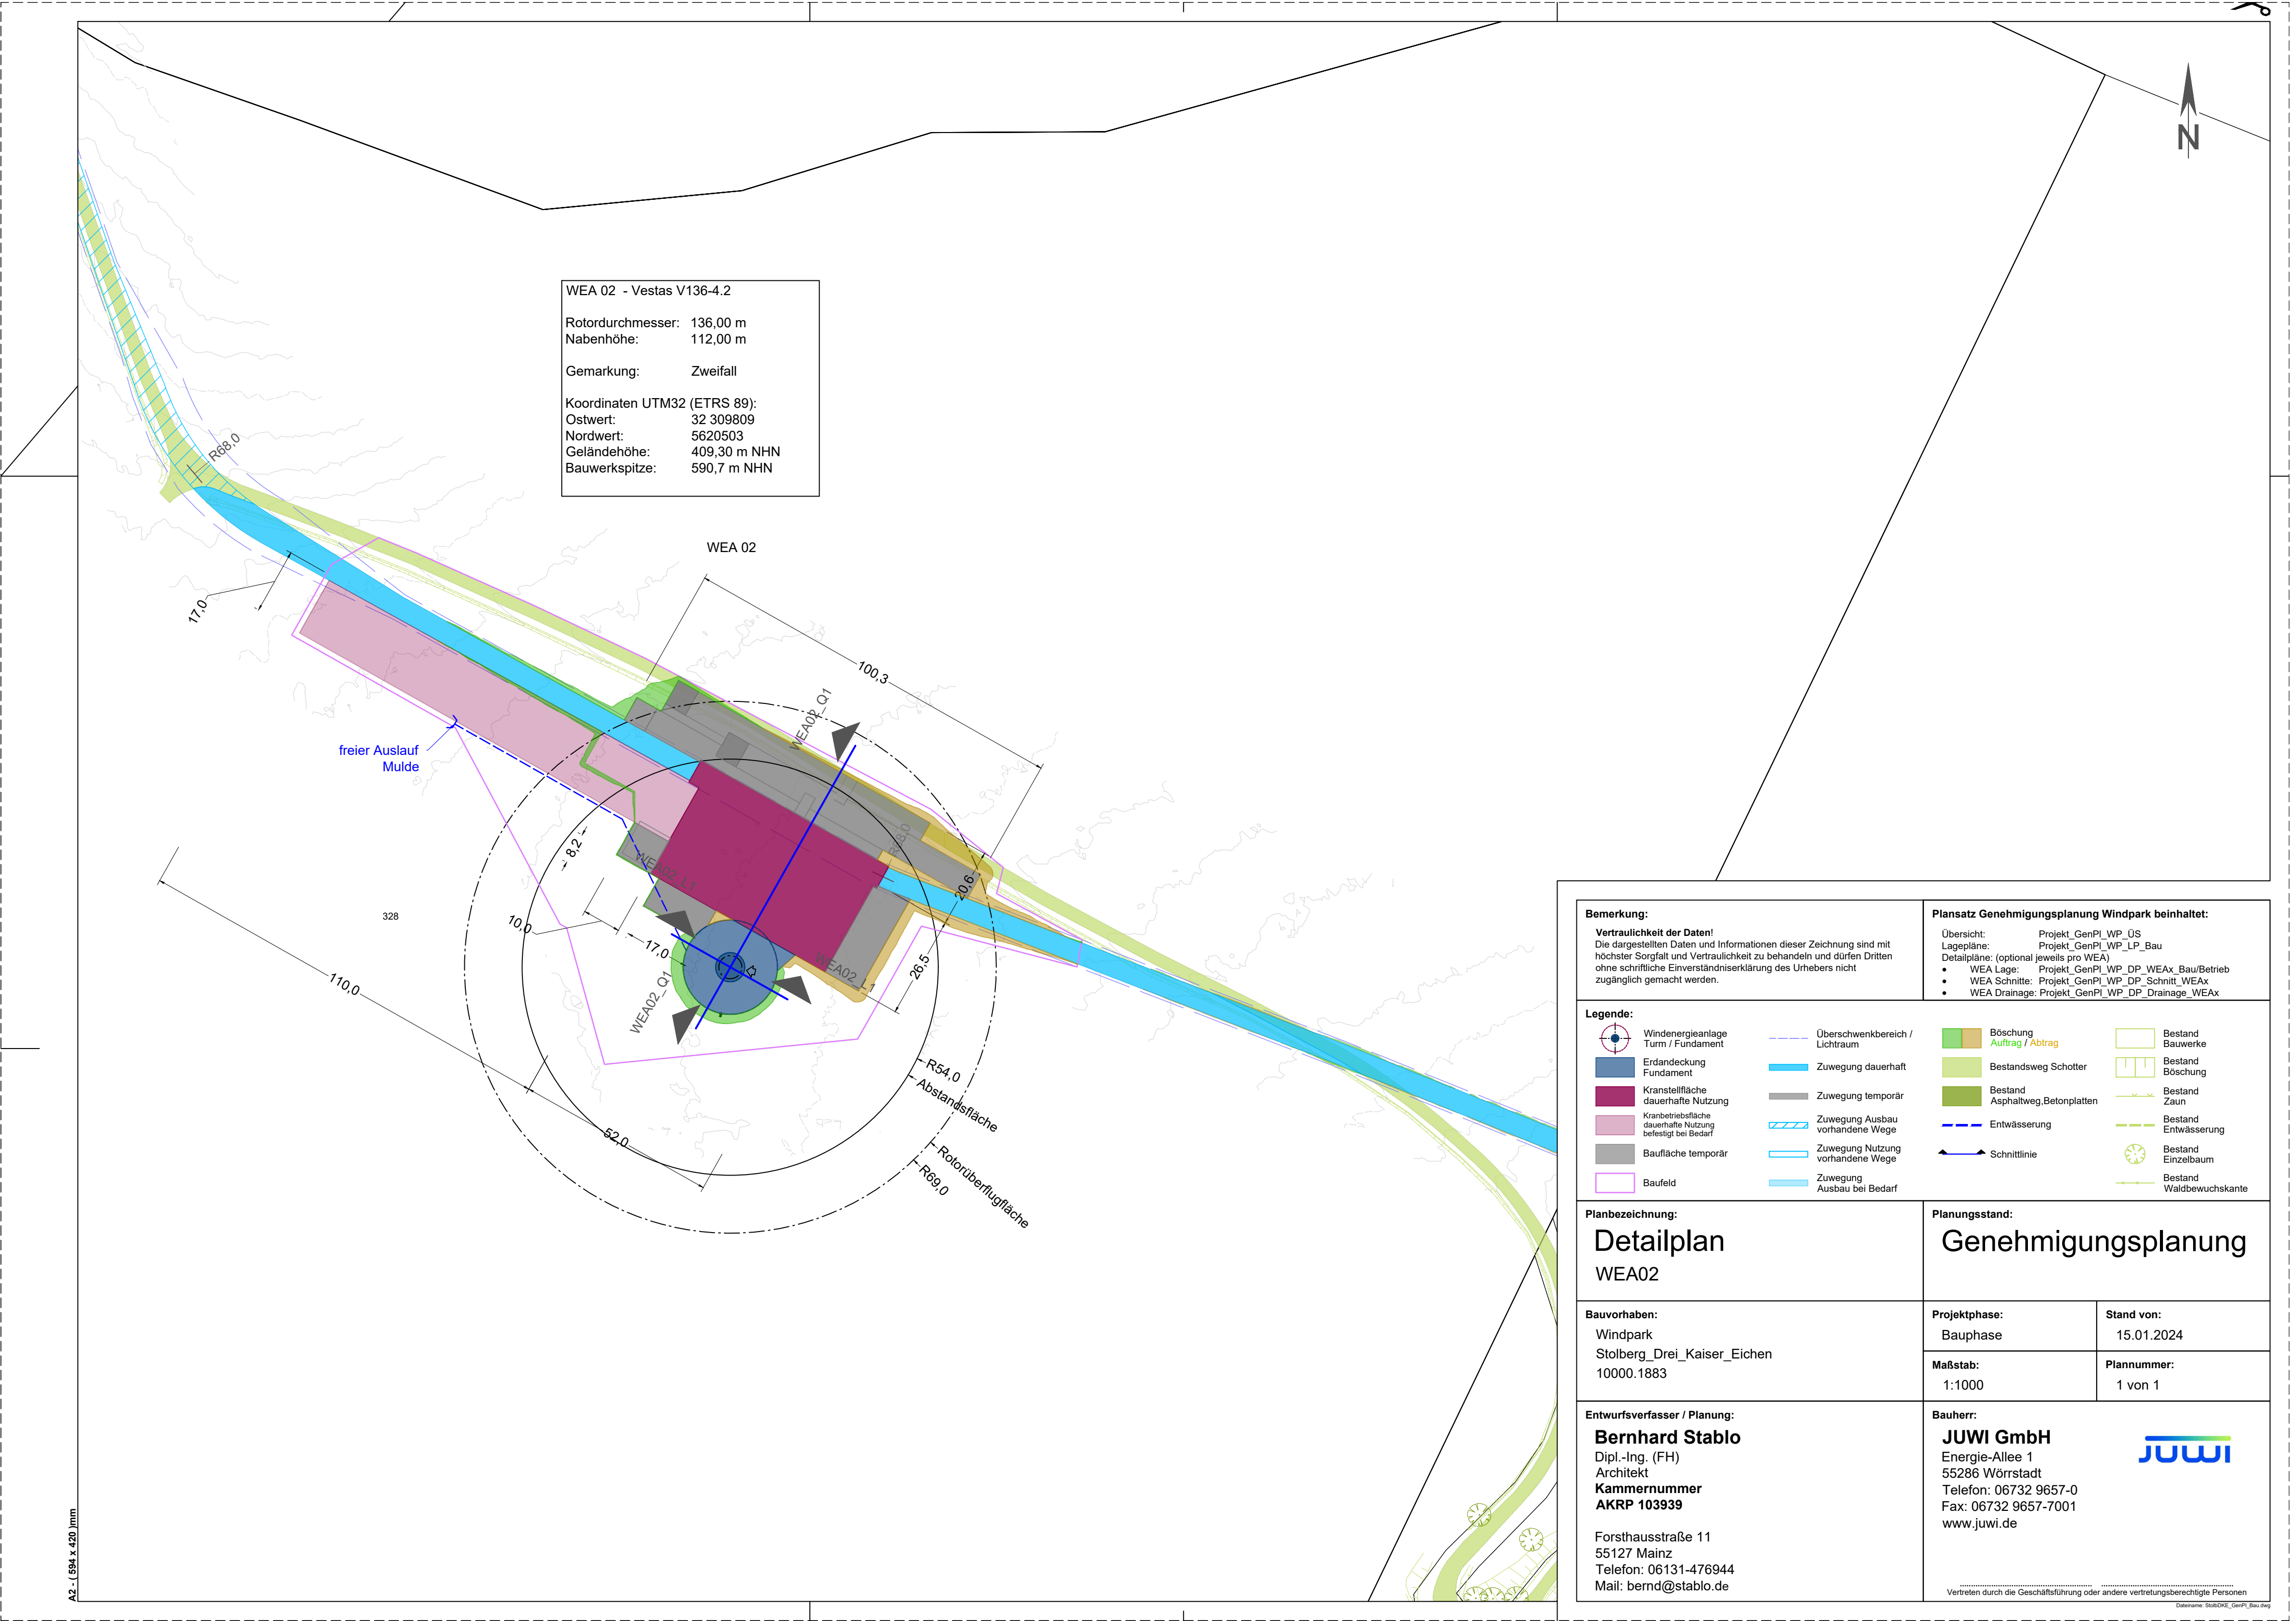 N
WEA 02 - Vestas V136-4.2
Rotordurchmesser: 136,00 m
Nabenhöhe: 112,00 m
Gemarkung: Zweifall
Koordinaten UTM32 (ETRS 89):
Ostwert: 32 309809
Nordwert: 5620503
Geländehöhe: 409,30 m NHN
Bauwerkspitze: 590,7 m NHN
R68,0
WEA 02
17,0
100,3
WEA02_Q1
freier Auslauf
Mulde
8,2
WEA02_L1
20,6
328
10,0
17,0
WEA02_L1
26,5
110,0
WEA02_Q1
R54,0
Abstandsfläche
52,0
Rotorüberflugfläche
R69,0
A2 - ( 594 x 420 )mm
Bemerkung:
Vertraulichkeit der Daten!
Die dargestellten Daten und Informationen dieser Zeichnung sind mit
höchster Sorgfalt und Vertraulichkeit zu behandeln und dürfen Dritten
ohne schriftliche Einverständniserklärung des Urhebers nicht
zugänglich gemacht werden.
Plansatz Genehmigungsplanung Windpark beinhaltet:
Übersicht: Projekt_GenPl_WP_ÜS
Lagepläne: Projekt_GenPl_WP_LP_Bau
Detailpläne: (optional jeweils pro WEA)
• WEA Lage: Projekt_GenPl_WP_DP_WEAx_Bau/Betrieb
• WEA Schnitte: Projekt_GenPl_WP_DP_Schnitt_WEAx
• WEA Drainage: Projekt_GenPl_WP_DP_Drainage_WEAx
Legende:
Windenergieanlage
Turm / Fundament
Erdandeckung
Fundament
Kranstellfläche
dauerhafte Nutzung
Kranbetriebsfläche
dauerhafte Nutzung
befestigt bei Bedarf
Baufläche temporär
Baufeld
Überschwenkbereich /
Lichtraum
Zuwegung dauerhaft
Zuwegung temporär
Zuwegung Ausbau
vorhandene Wege
Zuwegung Nutzung
vorhandene Wege
Zuwegung
Ausbau bei Bedarf
Böschung
Auftrag / Abtrag
Bestandsweg Schotter
Bestand
Asphaltweg,Betonplatten
Entwässerung
Schnittlinie
Bestand
Bauwerke
Bestand
Böschung
Bestand
Zaun
Bestand
Entwässerung
Bestand
Einzelbaum
Bestand
Waldbewuchskante
Planbezeichnung:
Detailplan
WEA02
Planungsstand:
Genehmigungsplanung
Bauvorhaben:
Windpark
Stolberg_Drei_Kaiser_Eichen
10000.1883
Projektphase:
Bauphase
Stand von:
15.01.2024
Maßstab:
1:1000
Plannummer:
1 von 1
Entwurfsverfasser / Planung:
Bernhard Stablo
Dipl.-Ing. (FH)
Architekt
Kammernummer
AKRP 103939
Forsthausstraße 11
55127 Mainz
Telefon: 06131-476944
Mail: bernd@stablo.de
Bauherr:
JUWI GmbH
Energie-Allee 1
55286 Wörrstadt
Telefon: 06732 9657-0
Fax: 06732 9657-7001
www.juwi.de
JUWI
Vertreten durch die Geschäftsführung oder andere vertretungsberechtigte Personen
Dateiname: StolbDKE_GenPl_Bau.dwg